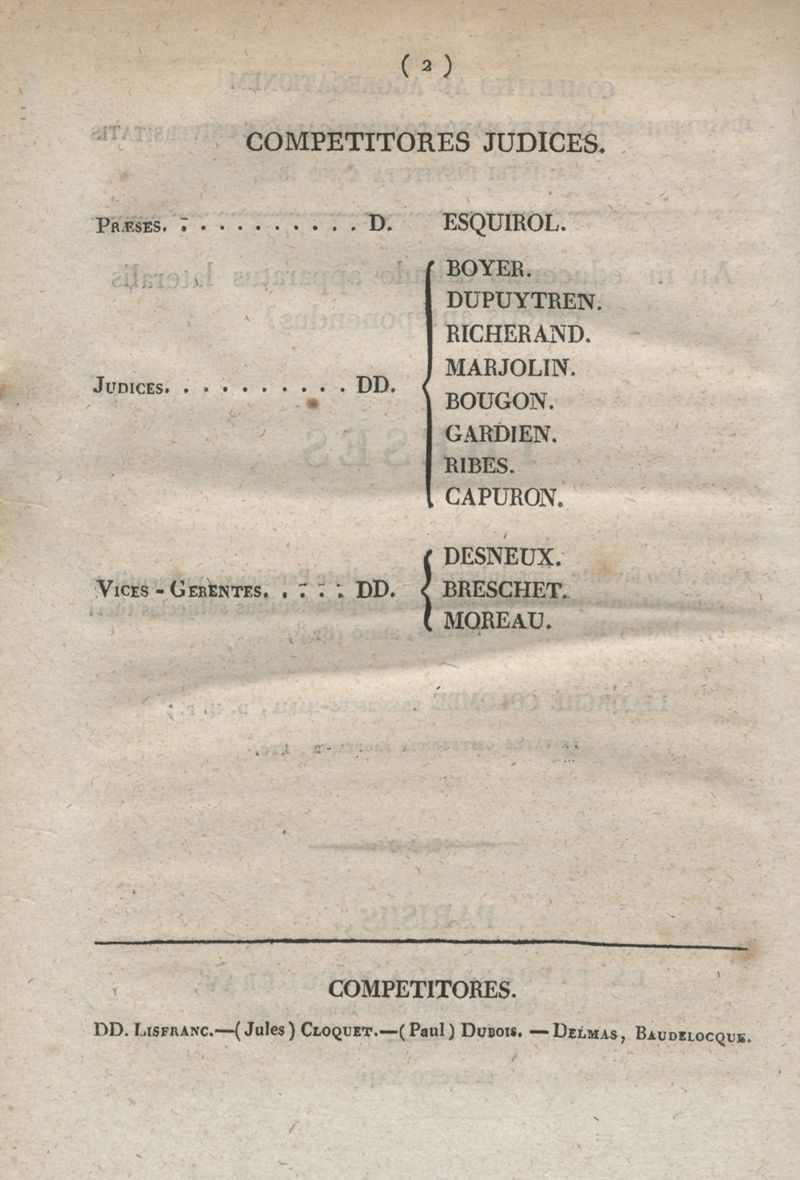 ( 2 )
COMPETITORES JUDICES.
PRÆSES. . . . . . . . . . . D. ESQUIROL.
JUDICES. . . . . . . . . . DD.
BOYER.
DUPUYTREN.
RICHERAND.
MARJOLIN.
BOUGON.
GARDIEN.
RIBES.
CAPURON.
VICES-GERENTES. . . . . DD.
DESNEUX.
BRESCHET.
MOREAU.
COMPETITORES.
DD. LISFRANC.—(Jules) CLOQUET.—(Paul) DUBOIS. — DELMAS, BAUDELOCQUE.